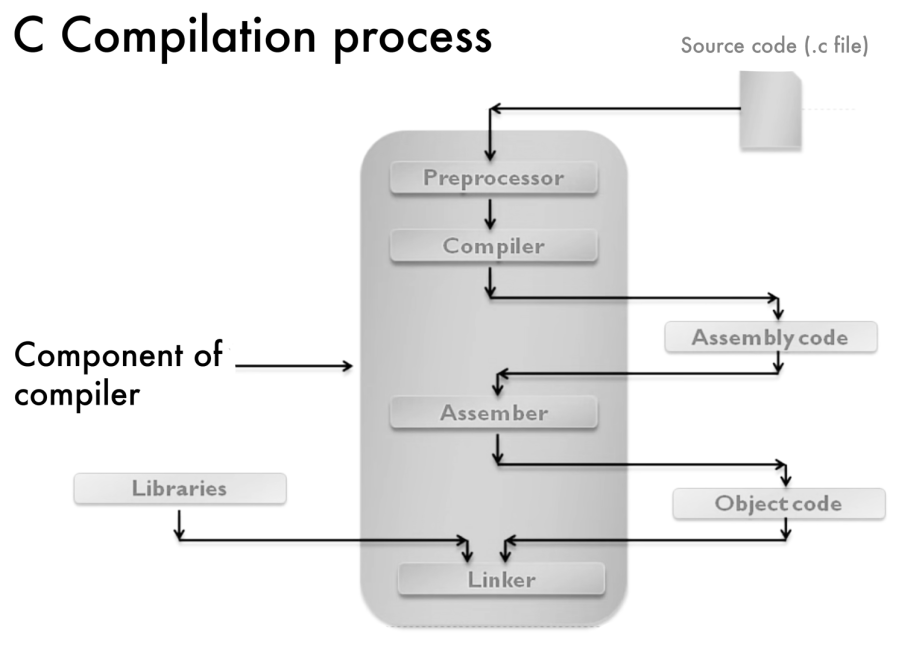 C Compilation process
Source code (.c file)
Preprocessor
Compiler
Assembly code
Component of
compiler
Assember
Libraries
Object code
Linker